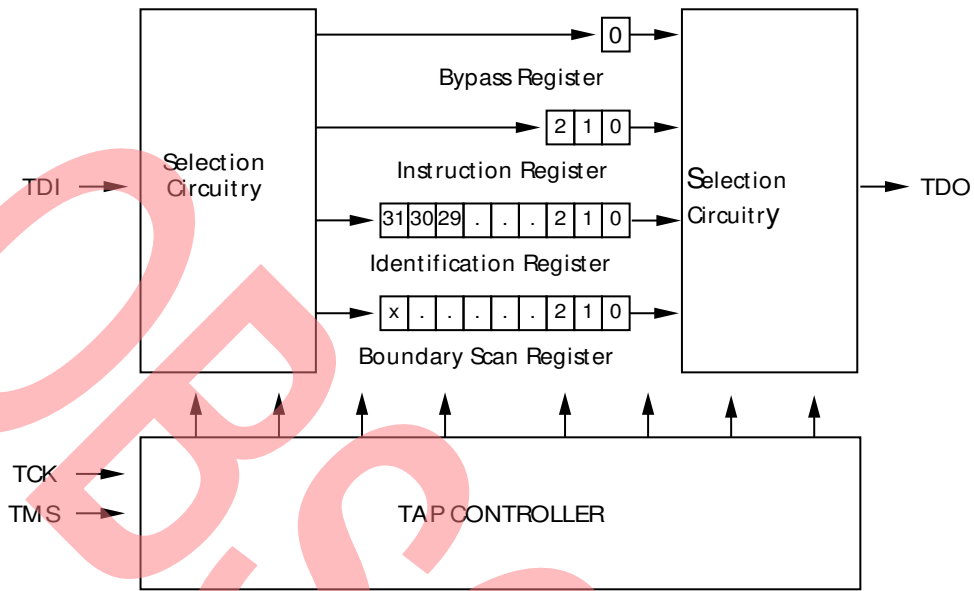 0
Bypass Register
2 1 0
Selection
Circuitry
Instruction Register
TDI
Selection
Circuitry
TDO
31 30 29 . . . 2 1 0
Identification Register
x . . . . . 2 1 0
Boundary Scan Register
TCK
TMS
TAP CONTROLLER
OBS